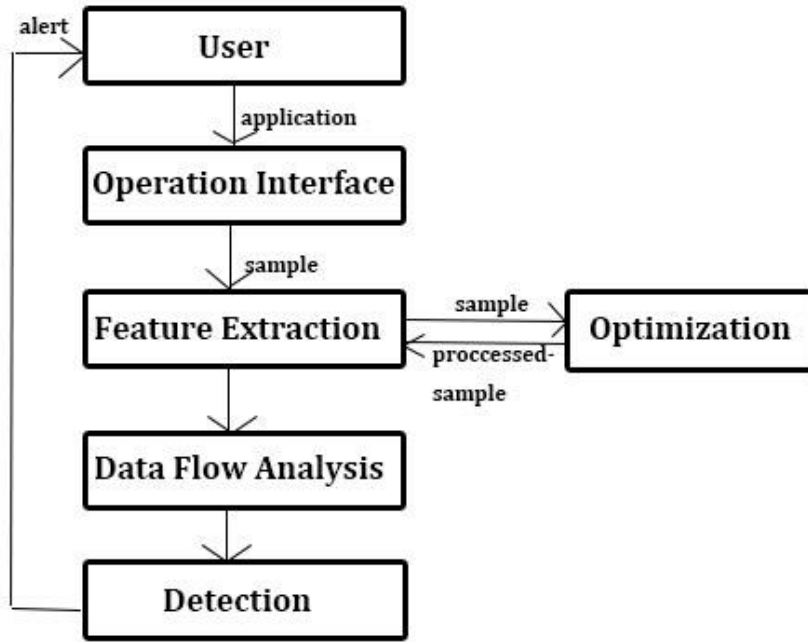 alert
User
application
Operation Interface
sample
Feature Extraction
sample
Optimization
proccessed-
sample
Data Flow Analysis
Detection